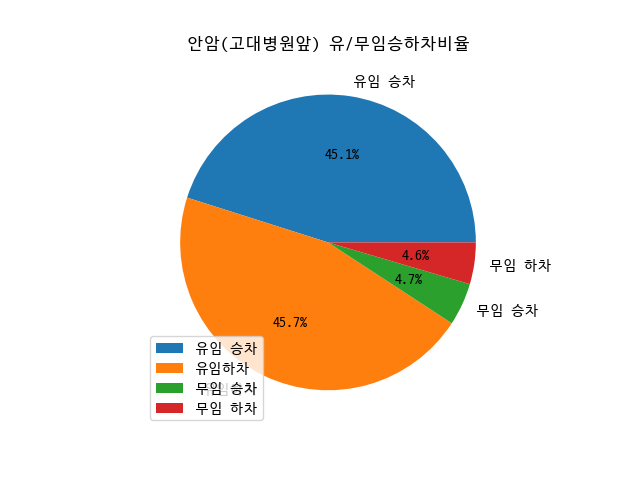 안암(고대병원앞) 유/무임승하차비율
유임 승차
45.1%
4.6%
무임 하차
4.7%
무임 승차
45.7%
유임 승차
유임하차
무임 승차
무임 하차